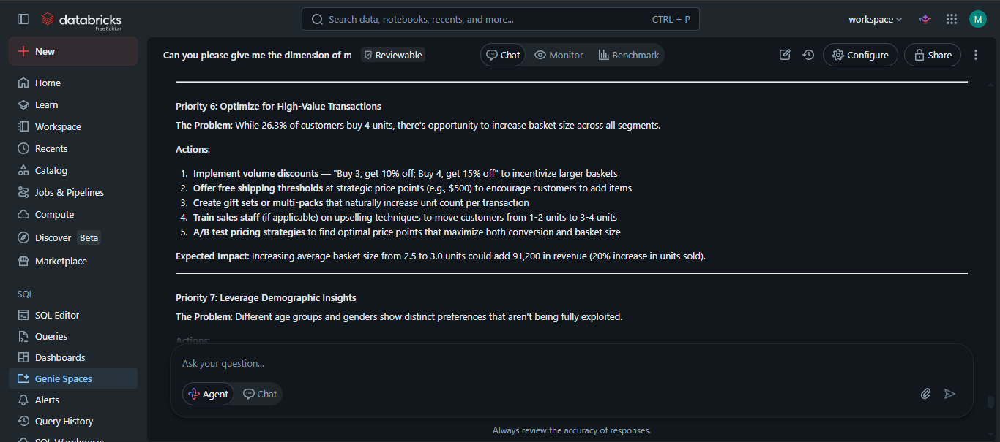 databricks
Free Edition
Search data, notebooks, recents, and more...
CTRL + P
workspace
M
New
Home
Learn
Workspace
Recents
Catalog
Jobs & Pipelines
Compute
Discover Beta
Marketplace
SQL
SQL Editor
Queries
Dashboards
Genie Spaces
Alerts
Query History
SQL Warehouses
Can you please give me the dimension of m
Reviewable
Chat
Monitor
Benchmark
Configure
Share
Priority 6: Optimize for High-Value Transactions
The Problem: While 26.3% of customers buy 4 units, there's opportunity to increase basket size across all segments.
Actions:
1. Implement volume discounts — "Buy 3, get 10% off; Buy 4, get 15% off" to incentivize larger baskets
2. Offer free shipping thresholds at strategic price points (e.g., $500) to encourage customers to add items
3. Create gift sets or multi-packs that naturally increase unit count per transaction
4. Train sales staff (if applicable) on upselling techniques to move customers from 1-2 units to 3-4 units
5. A/B test pricing strategies to find optimal price points that maximize both conversion and basket size
Expected Impact: Increasing average basket size from 2.5 to 3.0 units could add 91,200 in revenue (20% increase in units sold).
Priority 7: Leverage Demographic Insights
The Problem: Different age groups and genders show distinct preferences that aren't being fully exploited.
Actions:
Ask your question...
Agent
Chat
Always review the accuracy of responses.